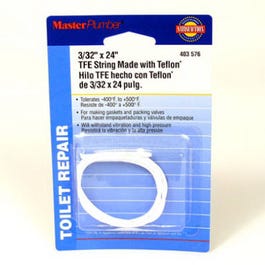 MasterPlumber
SATISFACTION
403 576
3/32" x 24"
TFE String Made with Teflon®
Hilo TFE hecho con Teflon®
de 3/32 x 24 pulg.
• Tolerates -400°F to +500°F
Resiste de -400° a +500°F
• For making gaskets and packing valves
Para hacer empaquetaduras y válvulas de empaque
• Will withstand vibration and high pressure
Resistirá la vibración y la alta presión
TOILET REPAIR